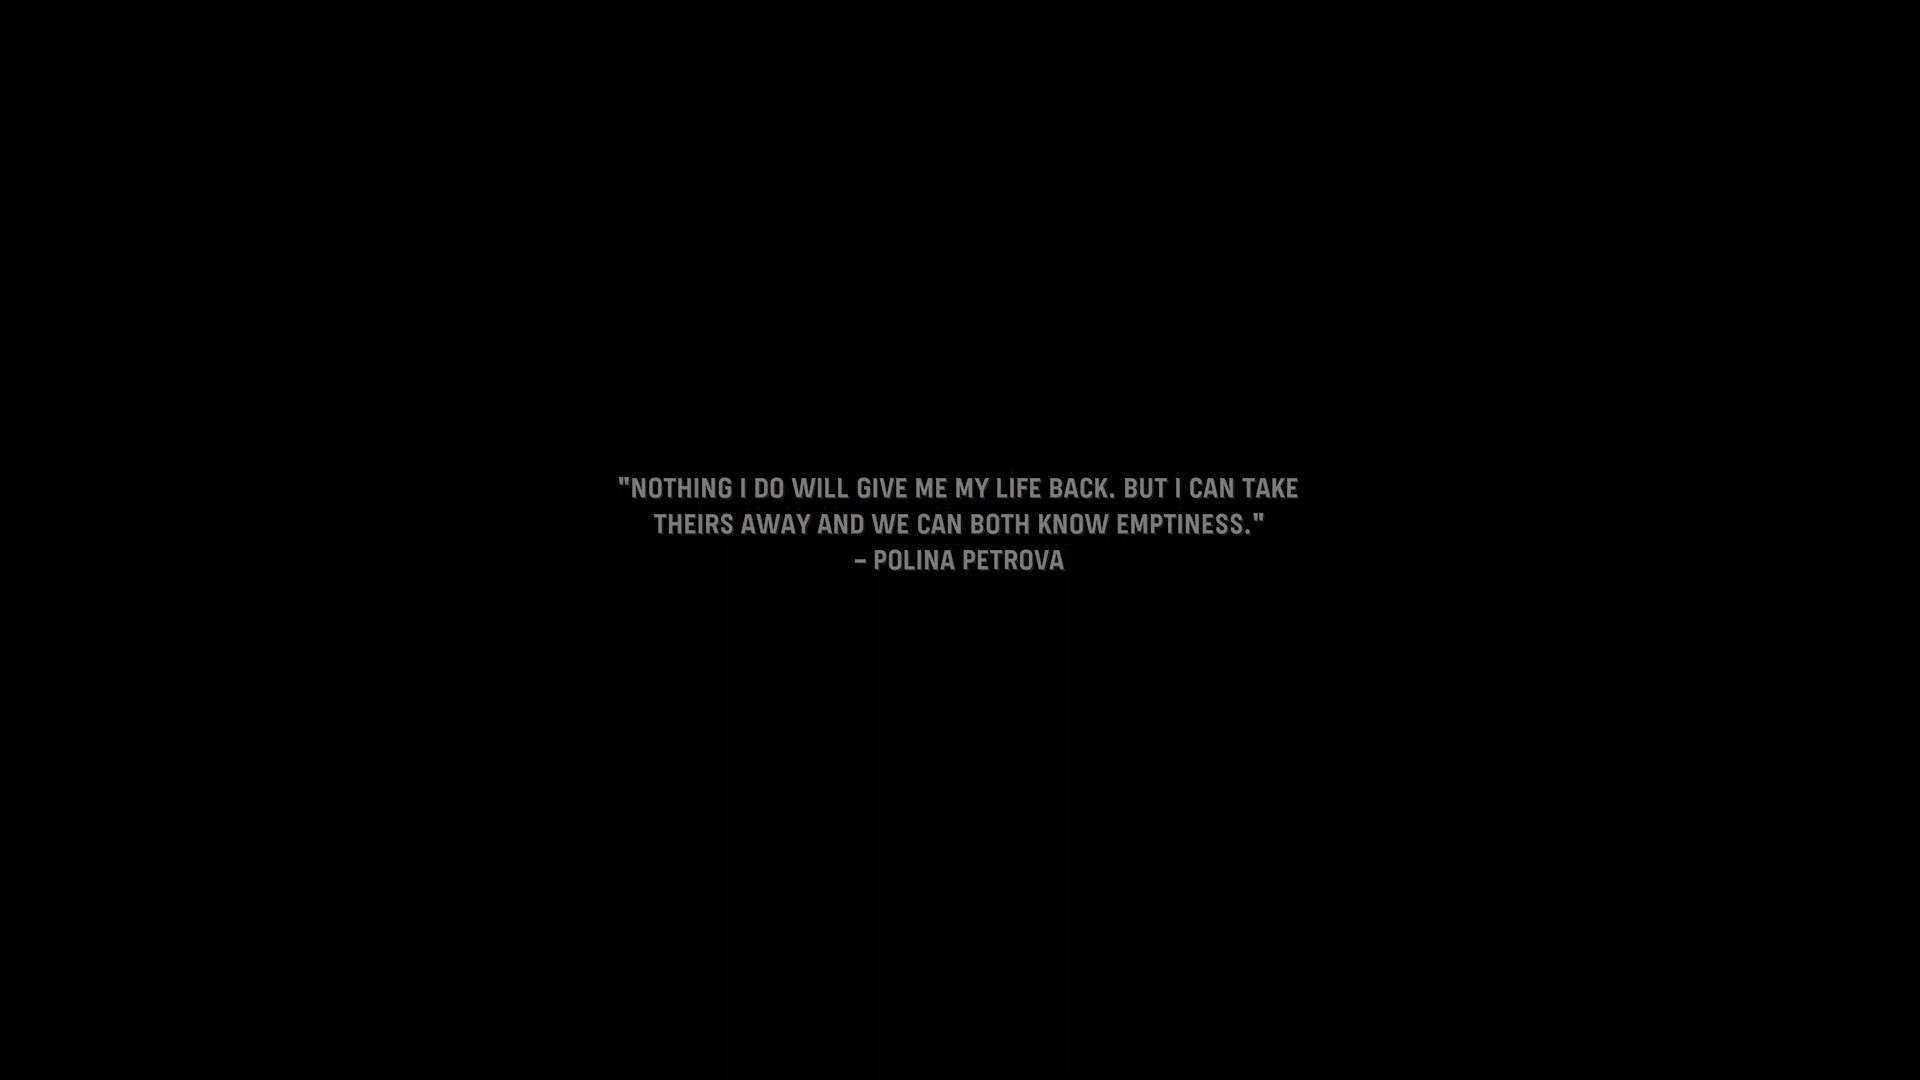 "NOTHING I DO WILL GIVE ME MY LIFE BACK. BUT I CAN TAKE
THEIRS AWAY AND WE CAN BOTH KNOW EMPTINESS."
– POLINA PETROVA